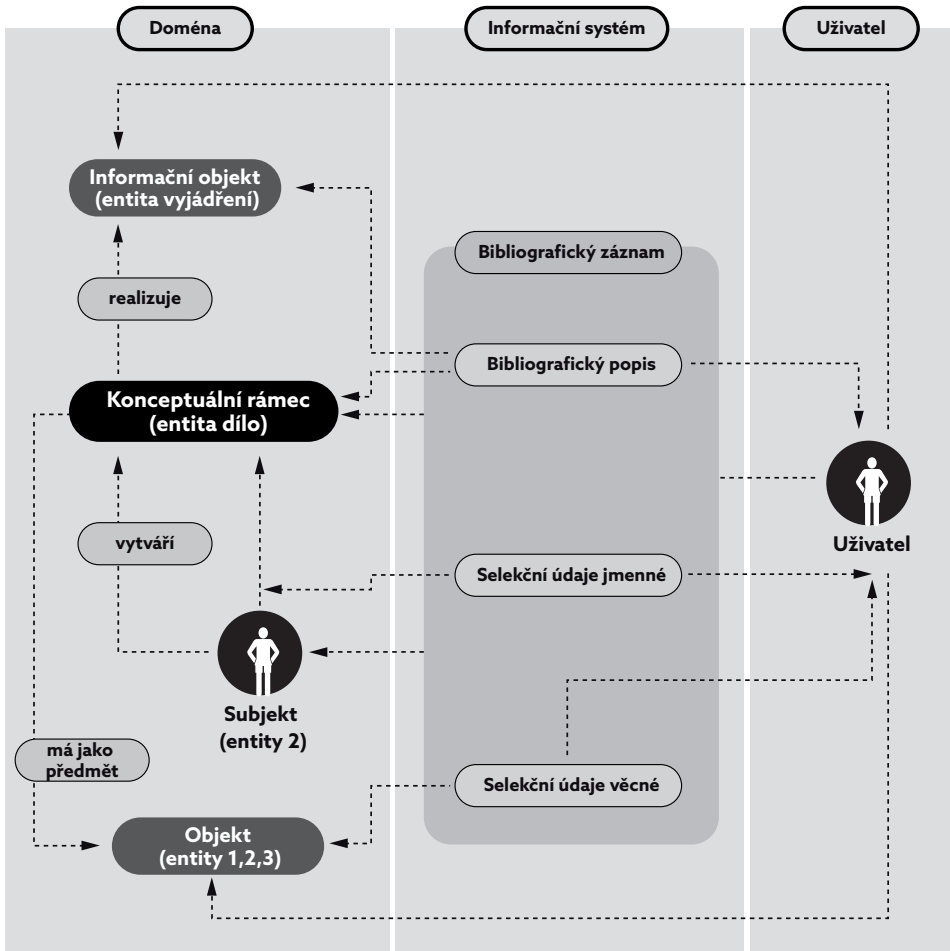 Doména
Informační systém
Uživatel
Informační objekt
(entita vyjádření)
Bibliografický záznam
realizuje
Bibliografický popis
Konceptuální rámec
(entita dílo)
Uživatel
vytváří
Selekční údaje jmenné
Subjekt
(entity 2)
má jako
předmět
Selekční údaje věcné
Objekt
(entity 1,2,3)